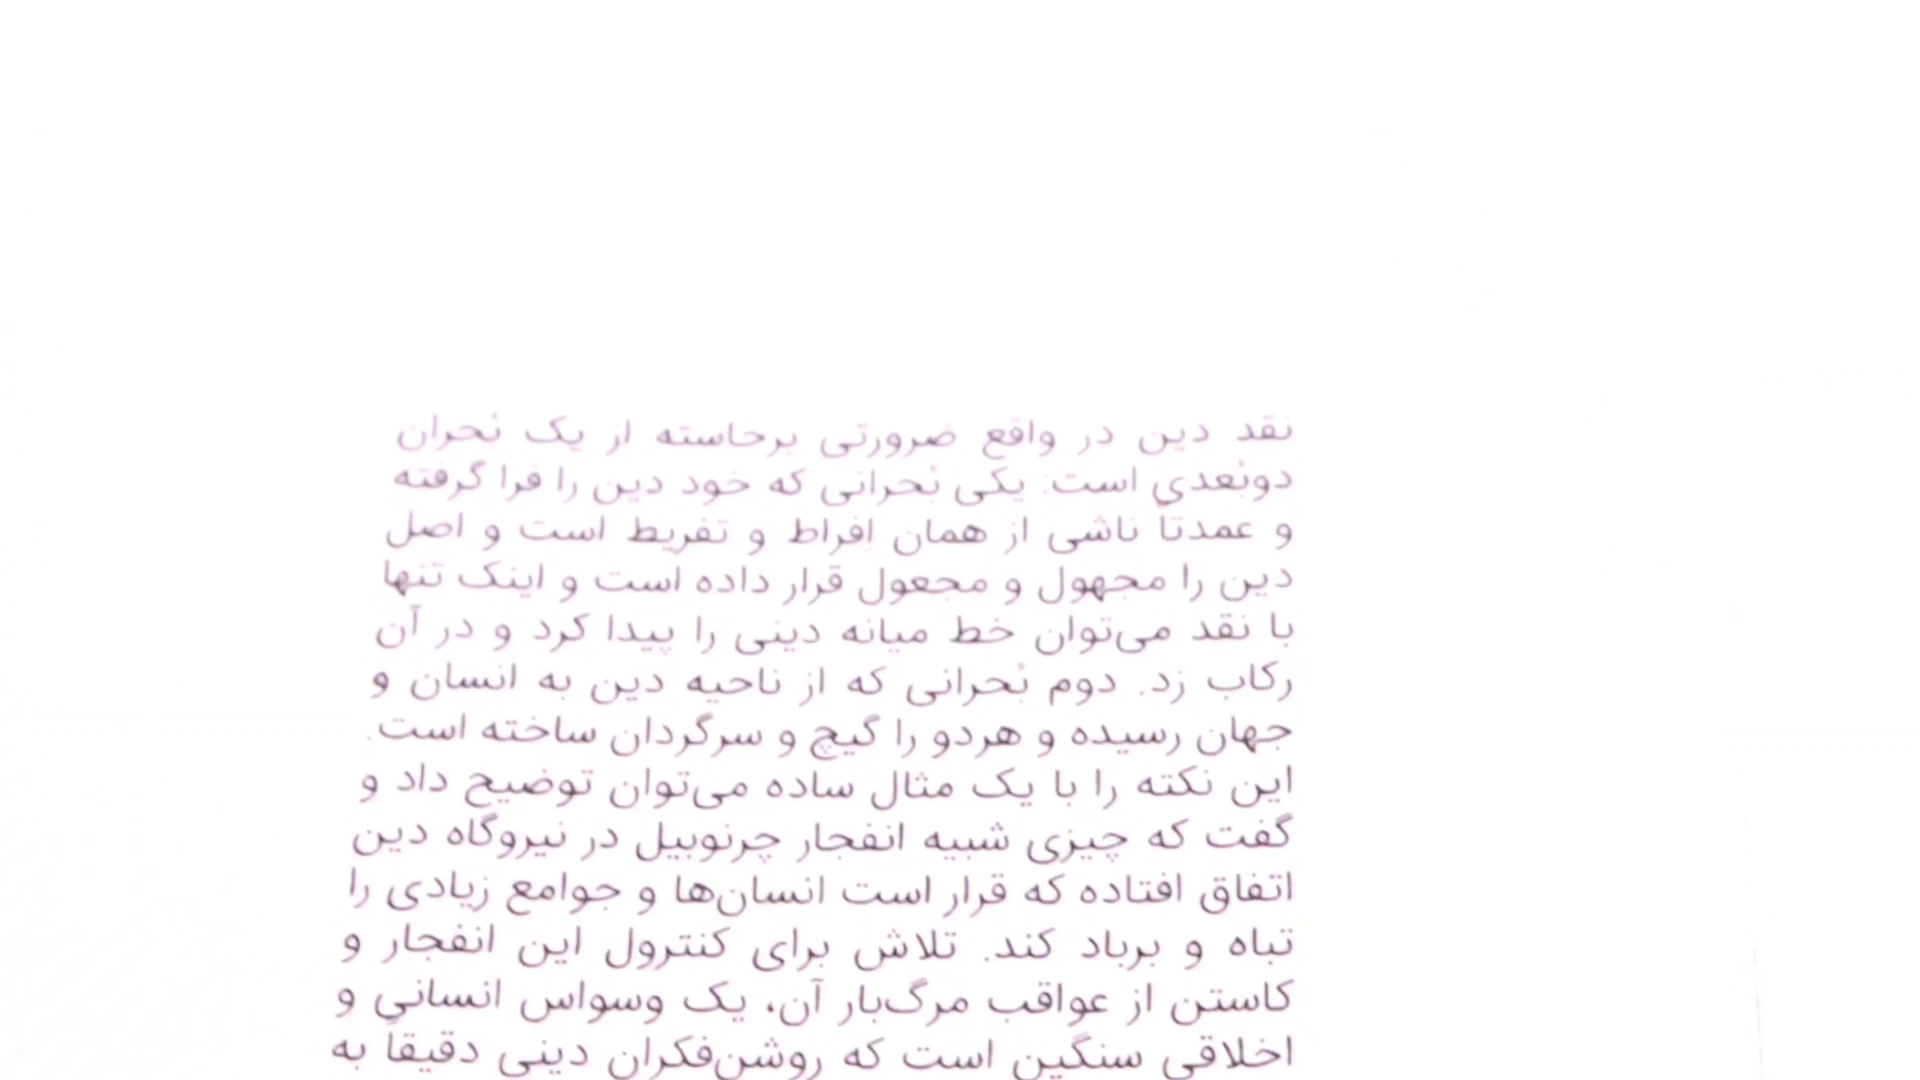 نقد دین در واقع ضرورتی برخاسته از یک بُحران
دوبُعدی است: یکی بُحرانی که خود دین را فرا گرفته
و عمدتاً ناشی از همان افراط و تفریط است و اصل
دین را مجهول و مجعول قرار داده است و اینک تنها
با نقد می‌توان خط میانه دینی را پیدا کرد و در آن
رکاب زد. دوم بُحرانی که از ناحیه دین به انسان و
جهان رسیده و هردو را گیچ و سرگردان ساخته است.
این نکته را با یک مثال ساده می‌توان توضیح داد و
گفت که چیزی شبیه انفجار چرنوبیل در نیروگاه دین
اتفاق افتاده که قرار است انسان‌ها و جوامع زیادی را
تباه و برباد کند. تلاش برای کنترول این انفجار و
کاستن از عواقب مرگ‌بار آن، یک وسواس انسانی و
اخلاقی سنگین است که روشن‌فکران دینی دقیقاً به